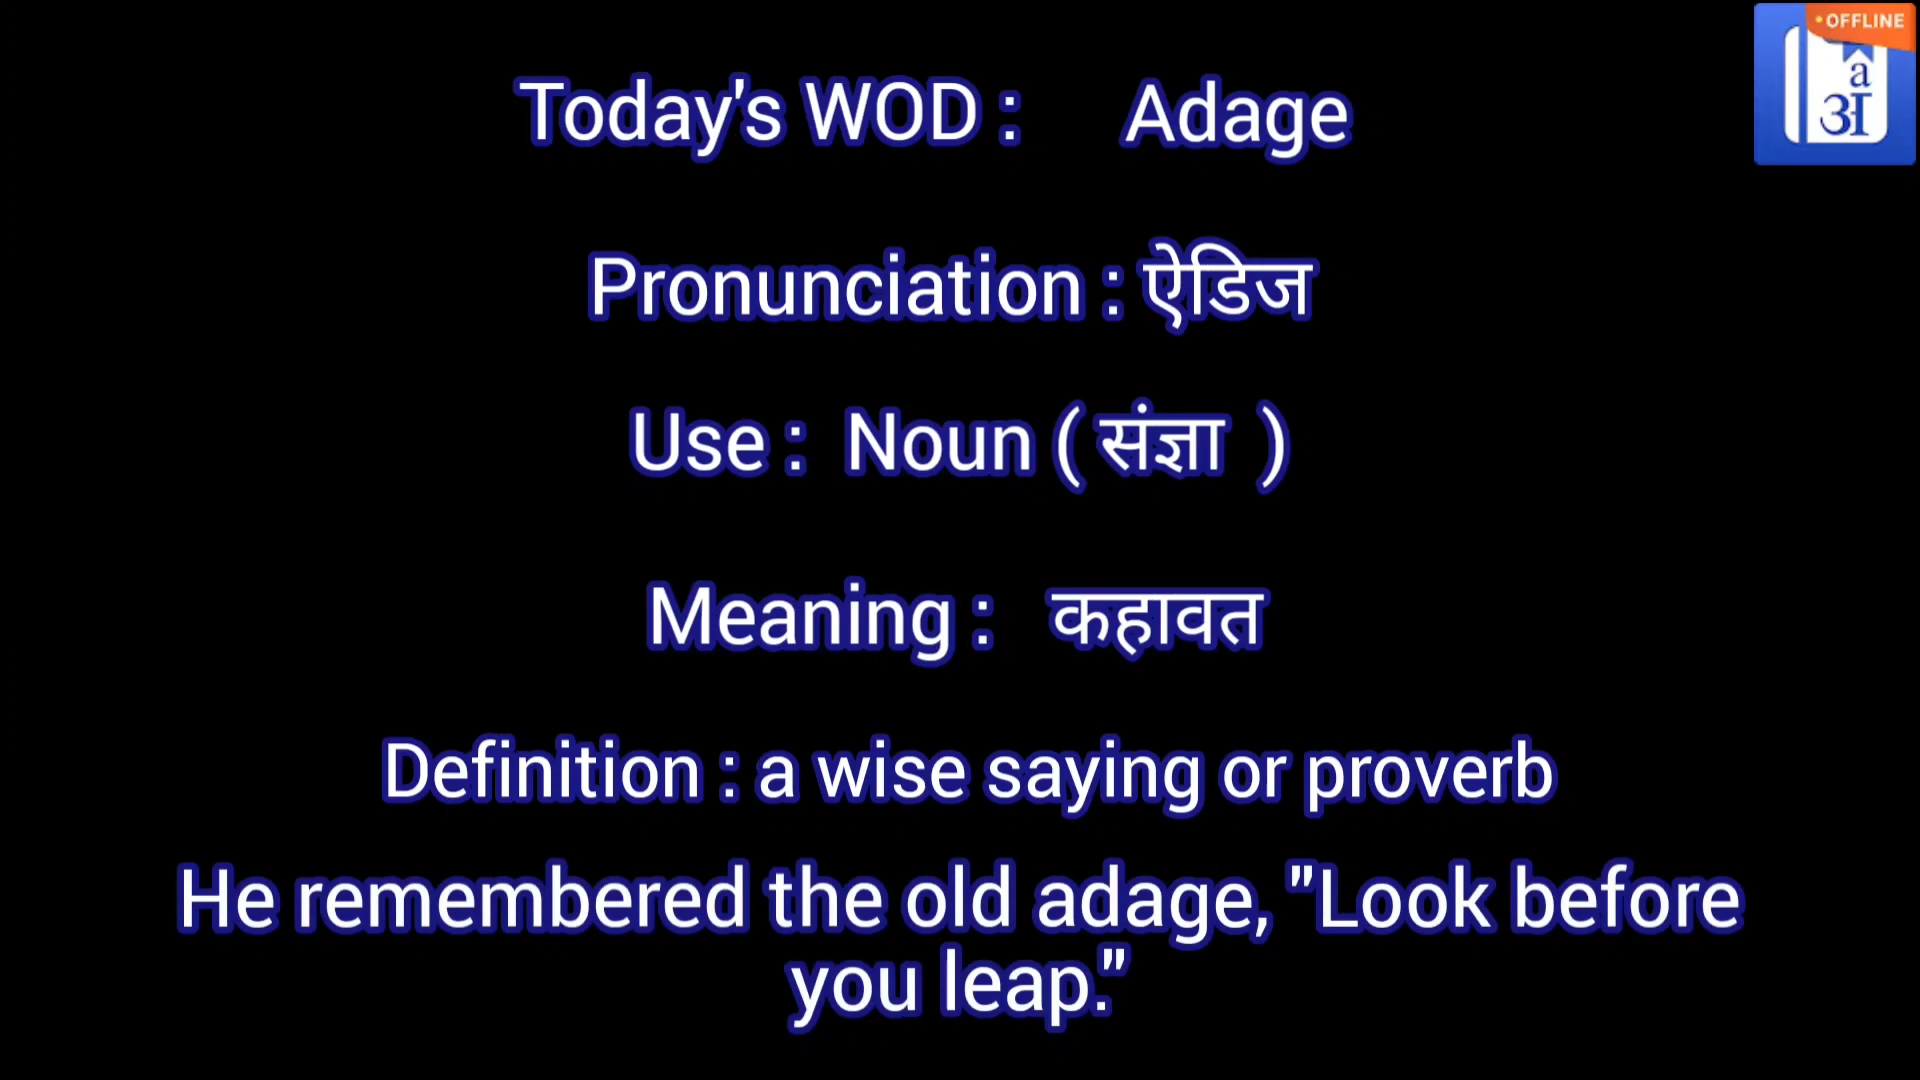 • OFFLINE
a
अ
Today's WOD : Adage
Pronunciation : ऐडिज
Use : Noun ( संज्ञा )
Meaning : कहावत
Definition : a wise saying or proverb
He remembered the old adage, "Look before
you leap."